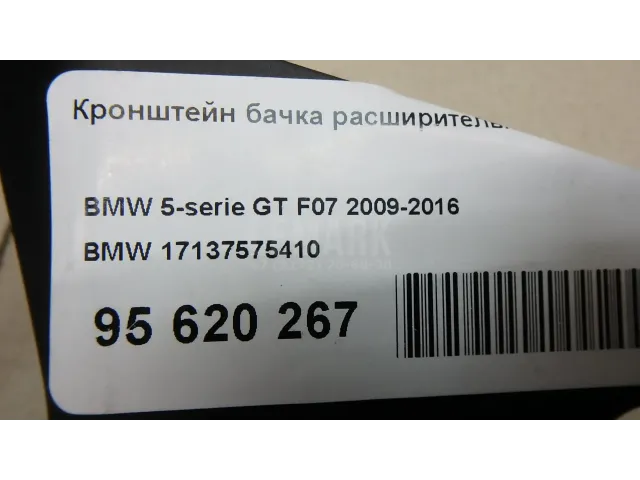 Кронштейн бачка расширитель
BMW 5-serie GT F07 2009-2016
BMW 17137575410
95 620 267